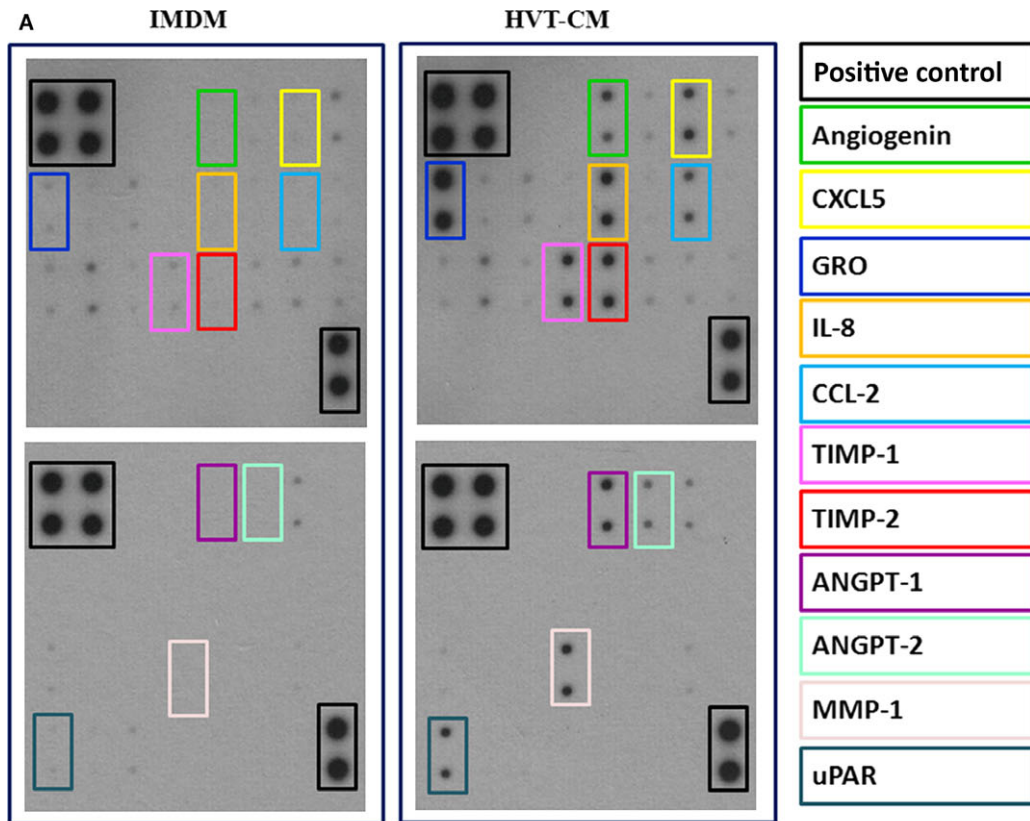 A
IMDM
HVT-CM
Positive control
Angiogenin
CXCL5
GRO
IL-8
CCL-2
TIMP-1
TIMP-2
ANGPT-1
ANGPT-2
MMP-1
uPAR